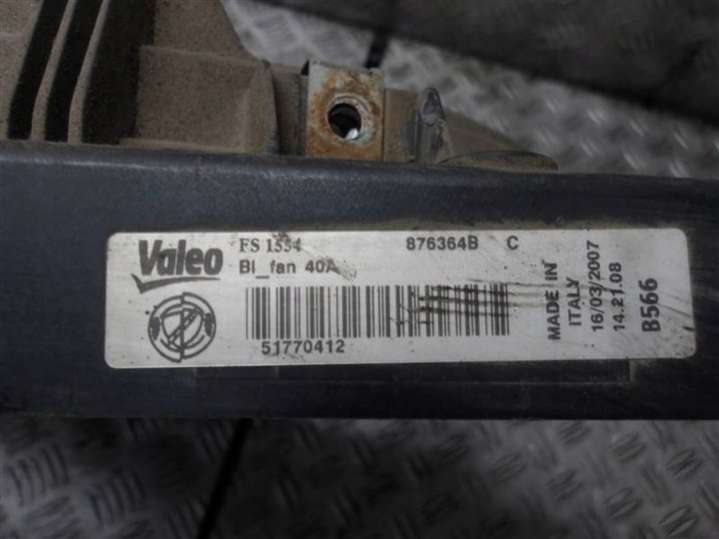 Valeo
FS 1554
876364B C
BI_fan 40A
51770412
MADE IN
ITALY
16/03/2007
14.21.08
B566